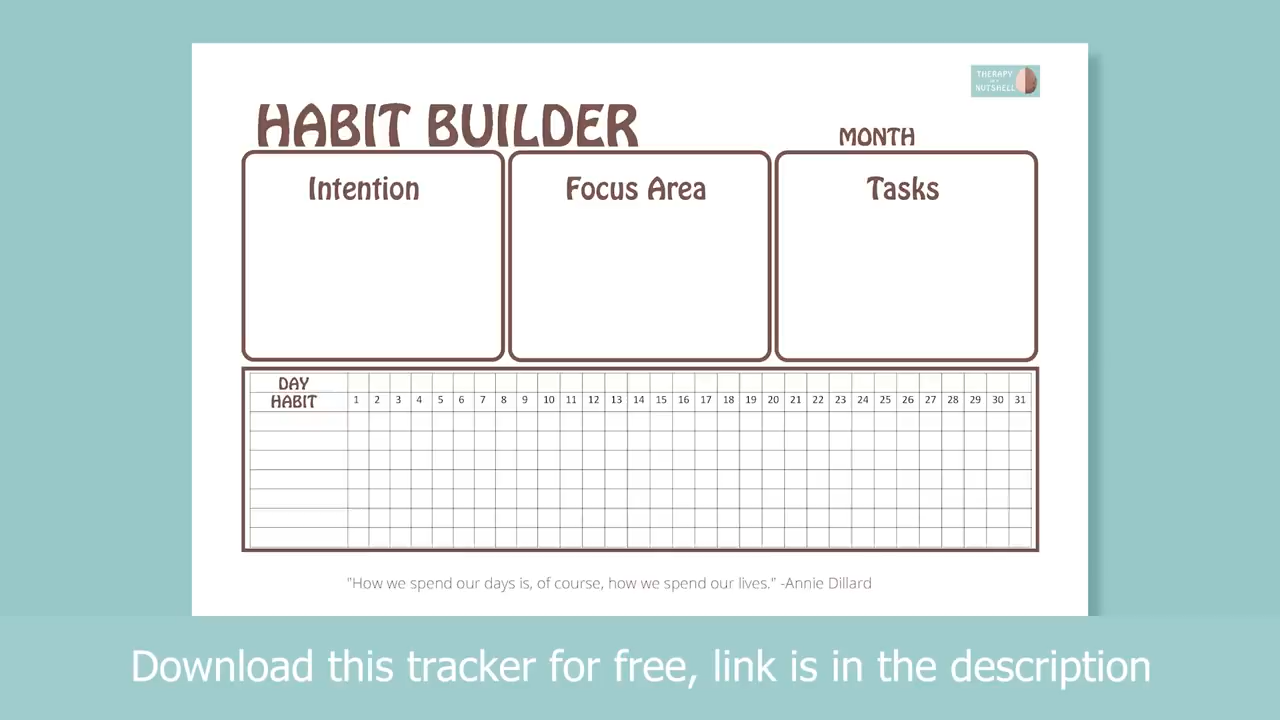 THERAPY
IN A
NUTSHELL
HABIT BUILDER
MONTH
Intention
Focus Area
Tasks
DAY
HABIT 1 2 3 4 5 6 7 8 9 10 11 12 13 14 15 16 17 18 19 20 21 22 23 24 25 26 27 28 29 30 31
"How we spend our days is, of course, how we spend our lives." -Annie Dillard
Download this tracker for free, link is in the description